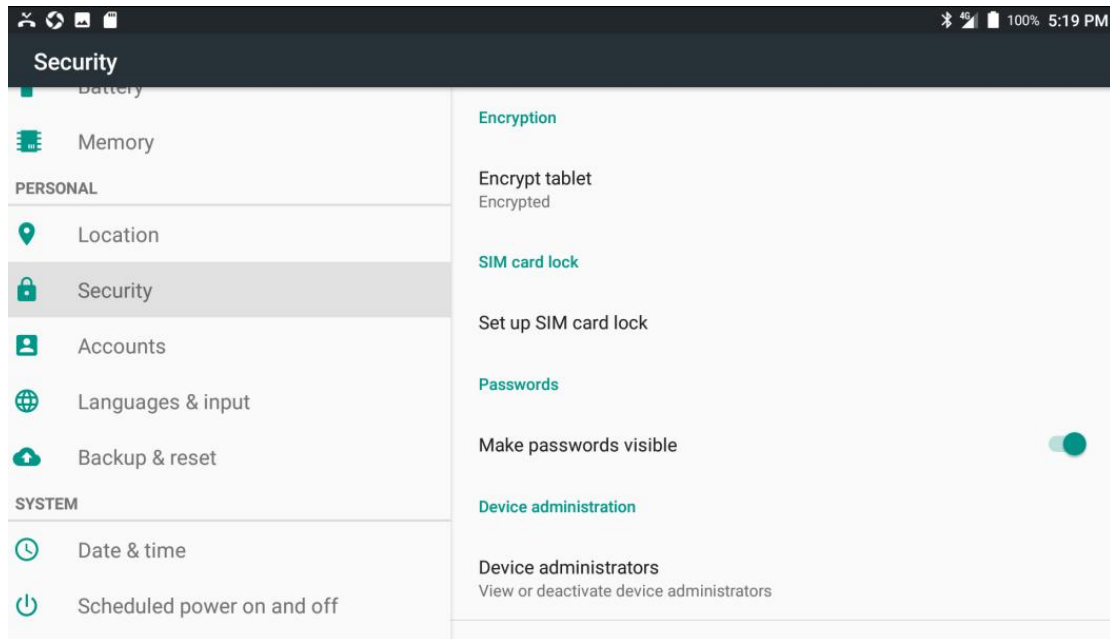 4G 100% 5:19 PM
Security
Battery
Memory
PERSONAL
Location
Security
Accounts
Languages & input
Backup & reset
SYSTEM
Date & time
Scheduled power on and off
Encryption
Encrypt tablet
Encrypted
SIM card lock
Set up SIM card lock
Passwords
Make passwords visible
Device administration
Device administrators
View or deactivate device administrators